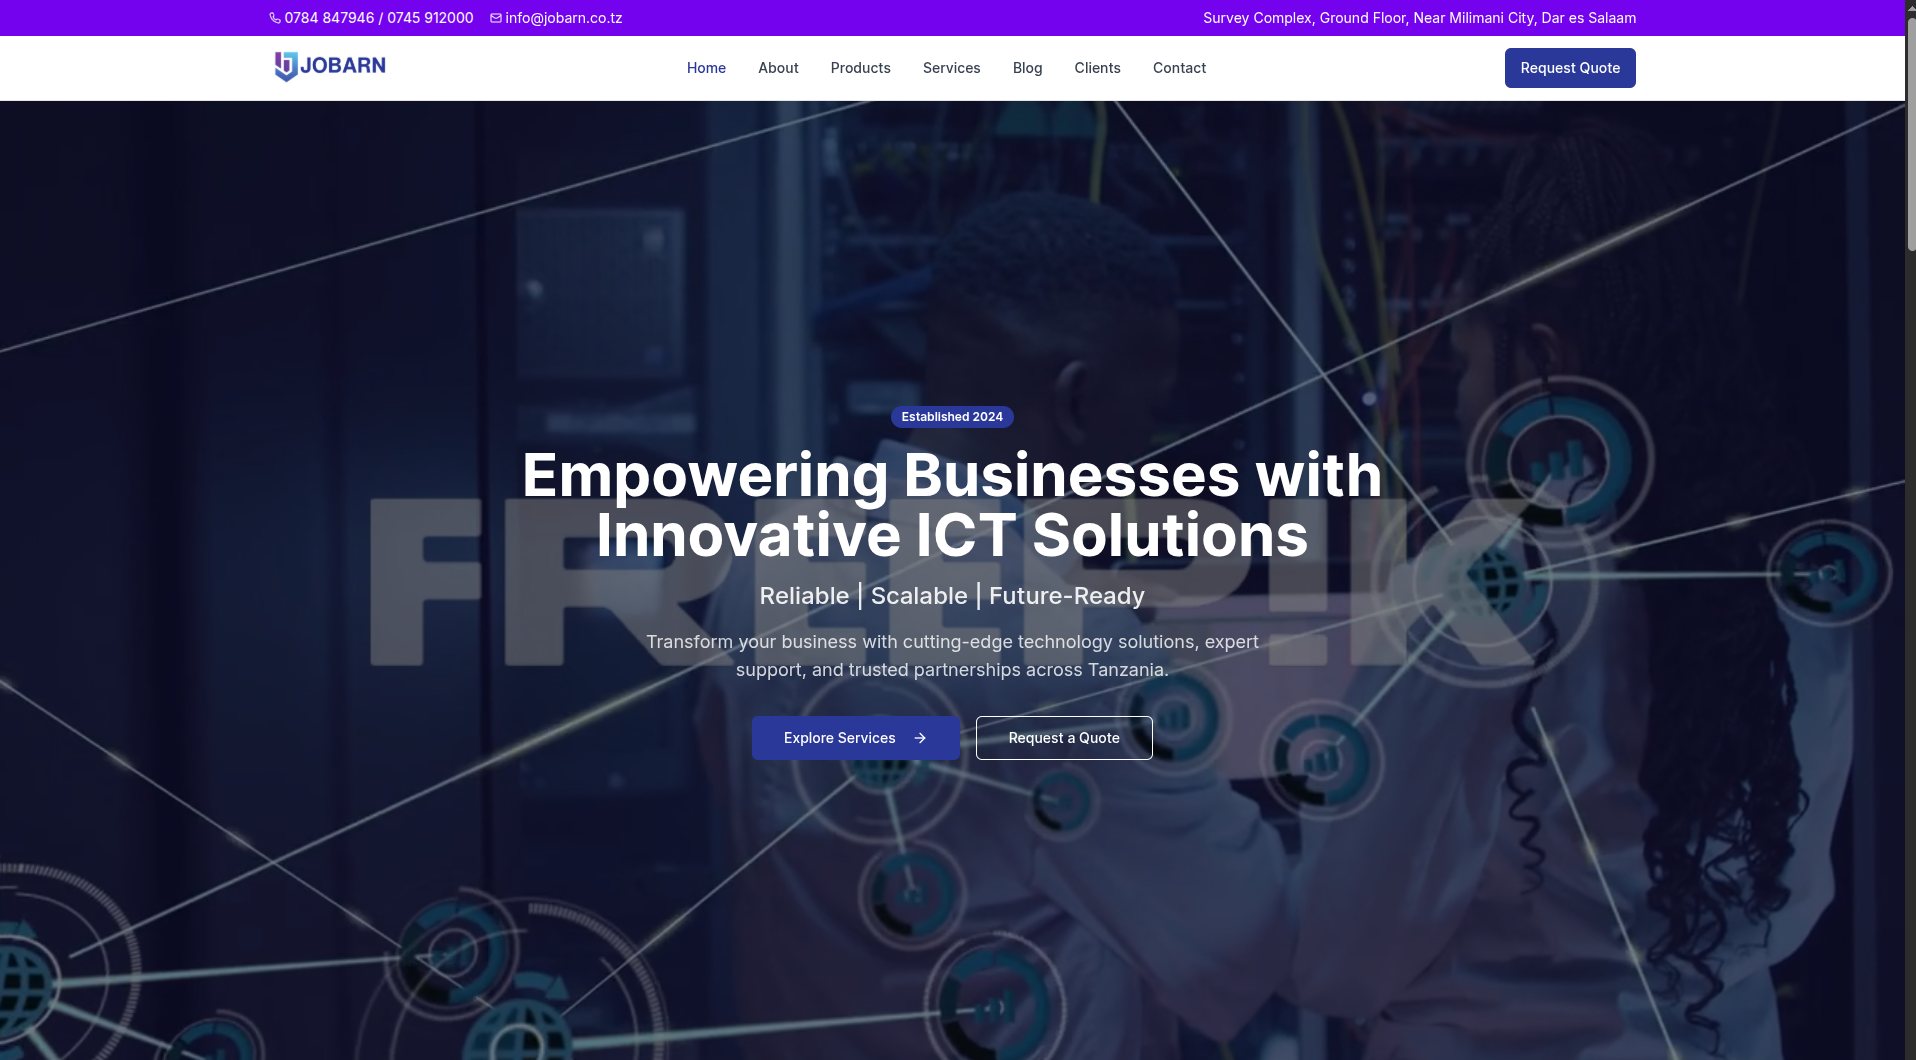 0784 847946 / 0745 912000
info@jobarn.co.tz
Survey Complex, Ground Floor, Near Milimani City, Dar es Salaam
JOBARN
Home
About
Products
Services
Blog
Clients
Contact
Request Quote
Established 2024
Empowering Businesses with
Innovative ICT Solutions
FREEPIK
Reliable | Scalable | Future-Ready
Transform your business with cutting-edge technology solutions, expert
support, and trusted partnerships across Tanzania.
Explore Services
Request a Quote